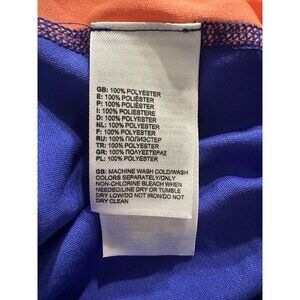 GB: 100% POLYESTER
E: 100% POLIÉSTER
P: 100% POLIÉSTER
I: 100% POLIESTERE
D: 100% POLYESTER
NL: 100% POLYESTER
F: 100% POLYESTER
RU: 100% ПОЛИЭСТЕР
TR: 100% POLYESTER
GR: 100% ΠΟΛΥΕΣΤΕΡΑΣ
PL: 100% POLYESTER
GB: MACHINE WASH COLD/WASH
COLORS SEPARATELY/ONLY
NON-CHLORINE BLEACH WHEN
NEEDED/LINE DRY OR TUMBLE
DRY LOW/DO NOT IRON/DO NOT
DRY CLEAN